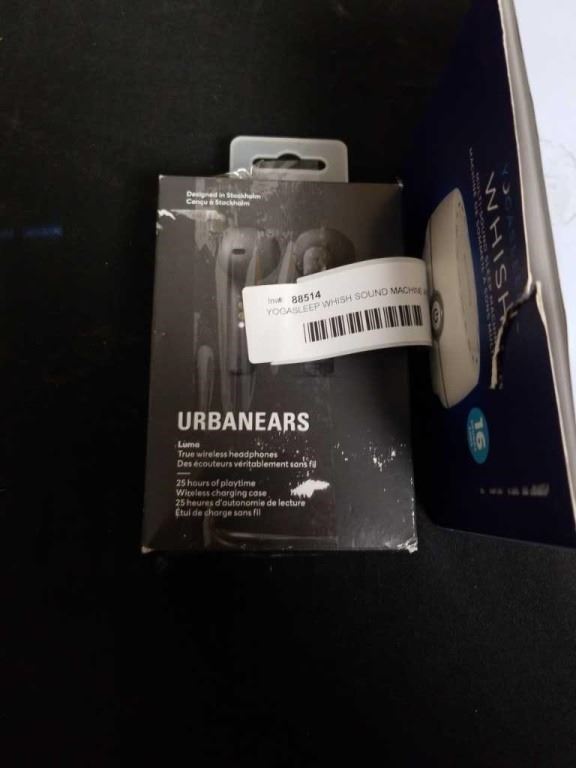 Designed in Stockholm
Conçu à Stockholm
Inv#: 88514
YOGASLEEP WHISH SOUND MACHINE
URBANEARS
Luma
True wireless headphones
Des écouteurs véritablement sans fil
25 hours of playtime
Wireless charging case
25 heures d'autonomie de lecture
Étui de charge sans fil
YOGASLEEP
WHISH
16